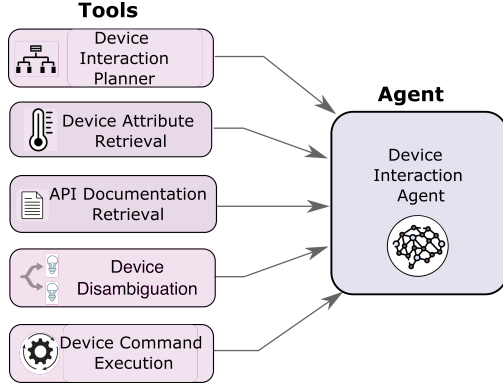 Tools
Device
Interaction
Planner
Device Attribute
Retrieval
API Documentation
Retrieval
Device
Disambiguation
Device Command
Execution
Agent
Device
Interaction
Agent